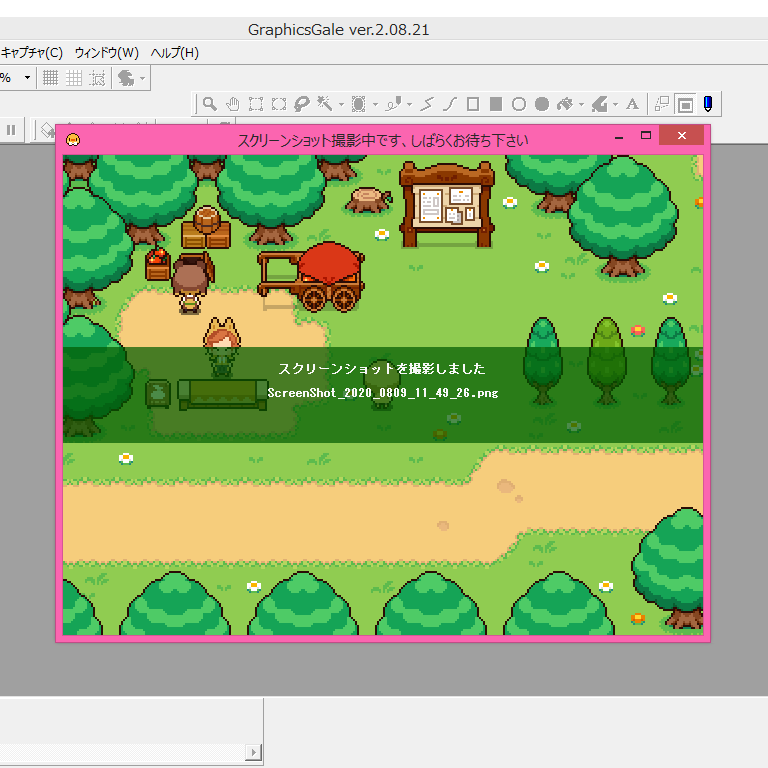 GraphicsGale ver.2.08.21
キャプチャ(C) ウィンドウ(W) ヘルプ(H)
%
A
スクリーンショット撮影中です、しばらくお待ち下さい
スクリーンショットを撮影しました
ScreenShot_2020_0809_11_49_26.png